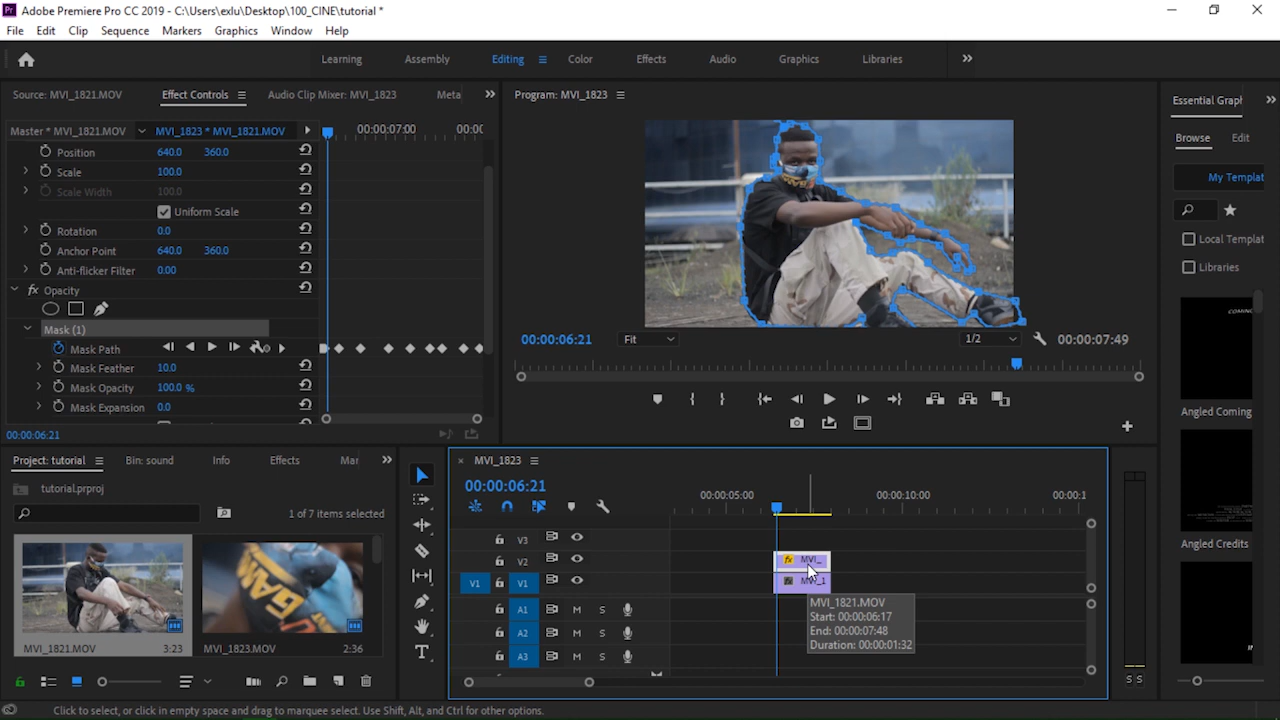 Pr Adobe Premiere Pro CC 2019 - C:\Users\exlu\Desktop\100_CINE\tutorial *
File Edit Clip Sequence Markers Graphics Window Help
Learning Assembly Editing Color Effects Audio Graphics Libraries
Source: MVI_1821.MOV Effect Controls Audio Clip Mixer: MVI_1823 Meta
Master * MVI_1821.MOV MVI_1823 * MVI_1821.MOV 00:00:07:00 00:0(
Position 640.0 360.0
Scale 100.0
Scale Width 100.0
Uniform Scale
Rotation 0.0
Anchor Point 640.0 360.0
Anti-flicker Filter 0.00
fx Opacity
Mask (1)
Mask Path
Mask Feather 10.0
Mask Opacity 100.0 %
Mask Expansion 0.0
00:00:06:21
Program: MVI_1823
00:00:06:21 Fit 1/2 00:00:07:49
Essential Graph
Browse Edit
My Templat
Local Templat
Libraries
COMING
Angled Coming
Angled Credits
Project: tutorial Bin: sound Info Effects Mar
tutorial.prproj
1 of 7 items selected
GAN
MVI_1821.MOV 3:23 MVI_1823.MOV 2:36
MVI_1823
00:00:06:21 00:00:05:00 00:00:10:00 00:00:1
V3
V2 fx MVI_
V1 V1 fx MVI_1
A1 M S
A2 M S
A3 M S
MVI_1821.MOV
Start: 00:00:06:17
End: 00:00:07:48
Duration: 00:00:01:32
S S
Click to select, or click in empty space and drag to marquee select. Use Shift, Alt, and Ctrl for other options.